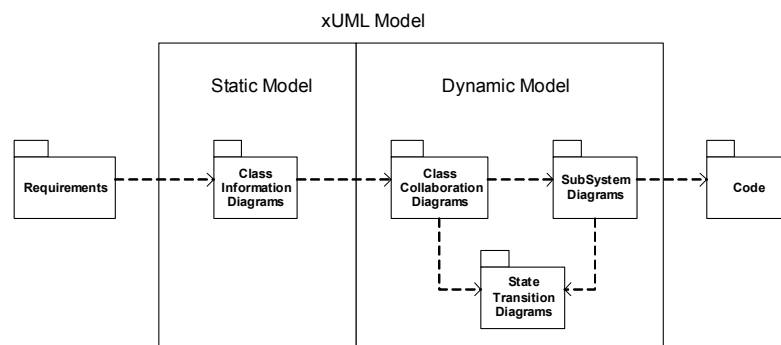 xUML Model
Static Model
Dynamic Model
Requirements
Class
Information
Diagrams
Class
Collaboration
Diagrams
SubSystem
Diagrams
Code
State
Transition
Diagrams